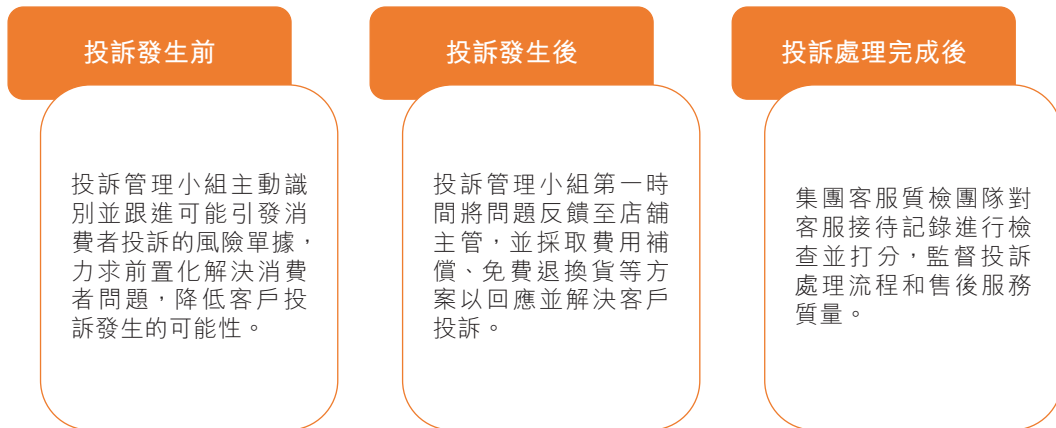 投訴發生前
投訴管理小組主動識
別並跟進可能引發消
費者投訴的風險單據，
力求前置化解決消費
者問題，降低客戶投
訴發生的可能性。
投訴發生後
投訴管理小組第一時
間將問題反饋至店舖
主管，並採取費用補
償、免費退換貨等方
案以回應並解決客戶
投訴。
投訴處理完成後
集團客服質檢團隊對
客服接待記錄進行檢
查並打分，監督投訴
處理流程和售後服務
質量。